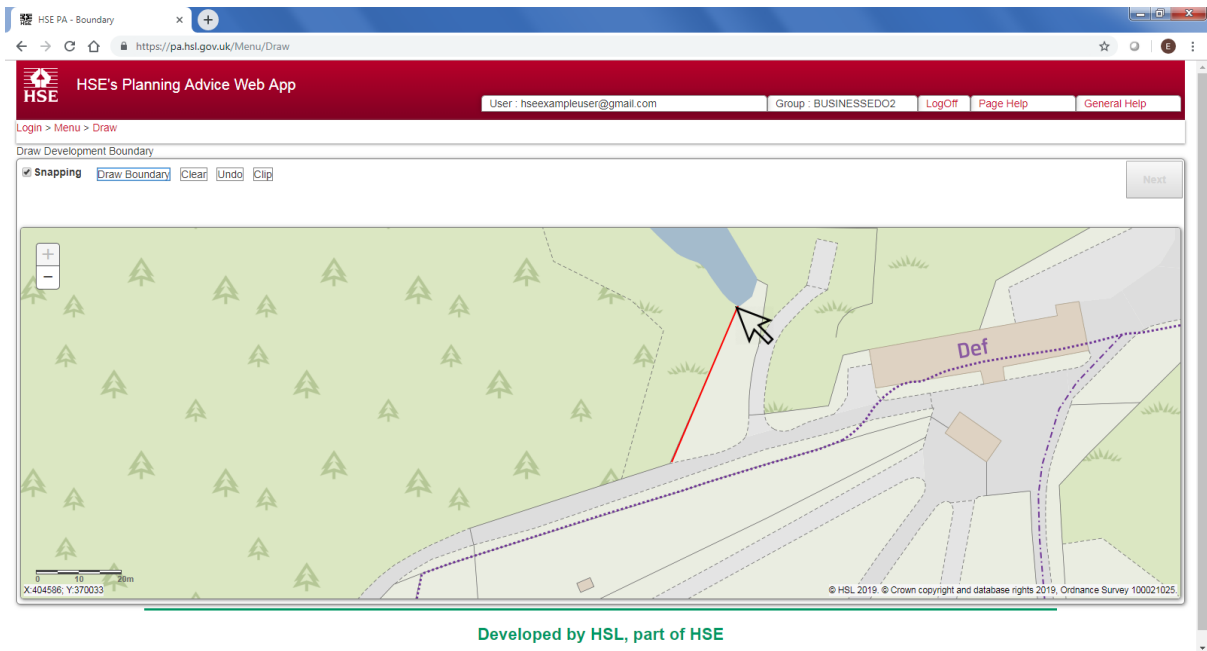 HSE PA - Boundary
https://pa.hsl.gov.uk/Menu/Draw
E
HSE
HSE's Planning Advice Web App
User : hseexampleuser@gmail.com
Group : BUSINESSEDO2
LogOff
Page Help
General Help
Login > Menu > Draw
Draw Development Boundary
Snapping
Draw Boundary
Clear
Undo
Clip
Next
+
−
Def
0 10 20m
X:404586; Y:370033
© HSL 2019. © Crown copyright and database rights 2019, Ordnance Survey 100021025.
Developed by HSL, part of HSE